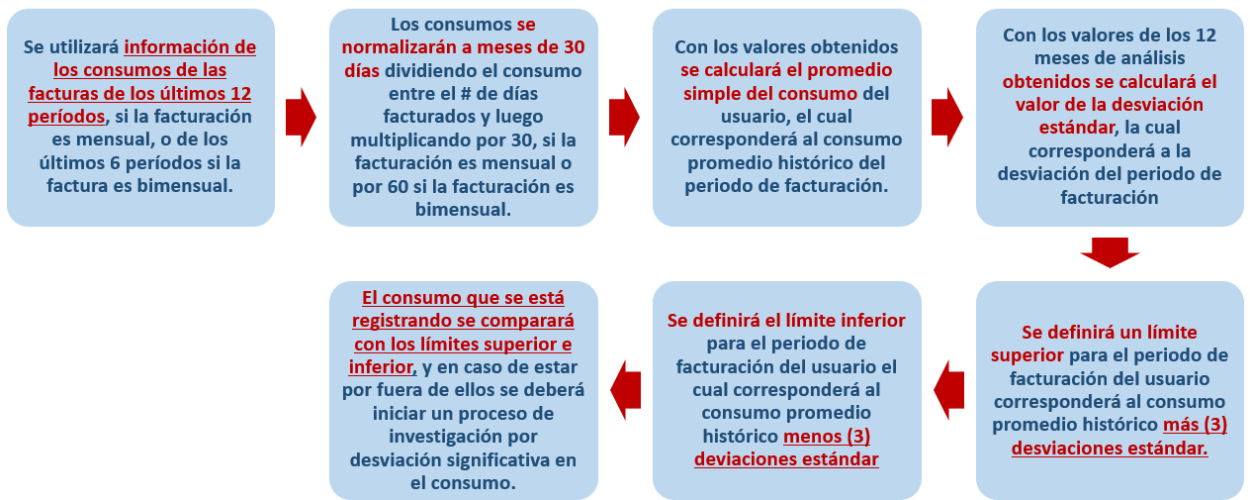 Se utilizará información de
los consumos de las
facturas de los últimos 12
períodos, si la facturación
es mensual, o de los
últimos 6 períodos si la
factura es bimensual.
Los consumos se
normalizarán a meses de 30
días dividiendo el consumo
entre el # de días
facturados y luego
multiplicando por 30, si la
facturación es mensual o
por 60 si la facturación es
bimensual.
Con los valores obtenidos
se calculará el promedio
simple del consumo del
usuario, el cual
corresponderá al consumo
promedio histórico del
periodo de facturación.
Con los valores de los 12
meses de análisis
obtenidos se calculará el
valor de la desviación
estándar, la cual
corresponderá a la
desviación del periodo de
facturación
Se definirá un límite
superior para el periodo de
facturación del usuario
corresponderá al consumo
promedio histórico más (3)
desviaciones estándar.
Se definirá el límite inferior
para el periodo de
facturación del usuario el
cual corresponderá al
consumo promedio
histórico menos (3)
deviaciones estándar
El consumo que se está
registrando se comparará
con los límites superior e
inferior, y en caso de estar
por fuera de ellos se deberá
iniciar un proceso de
investigación por
desviación significativa en
el consumo.